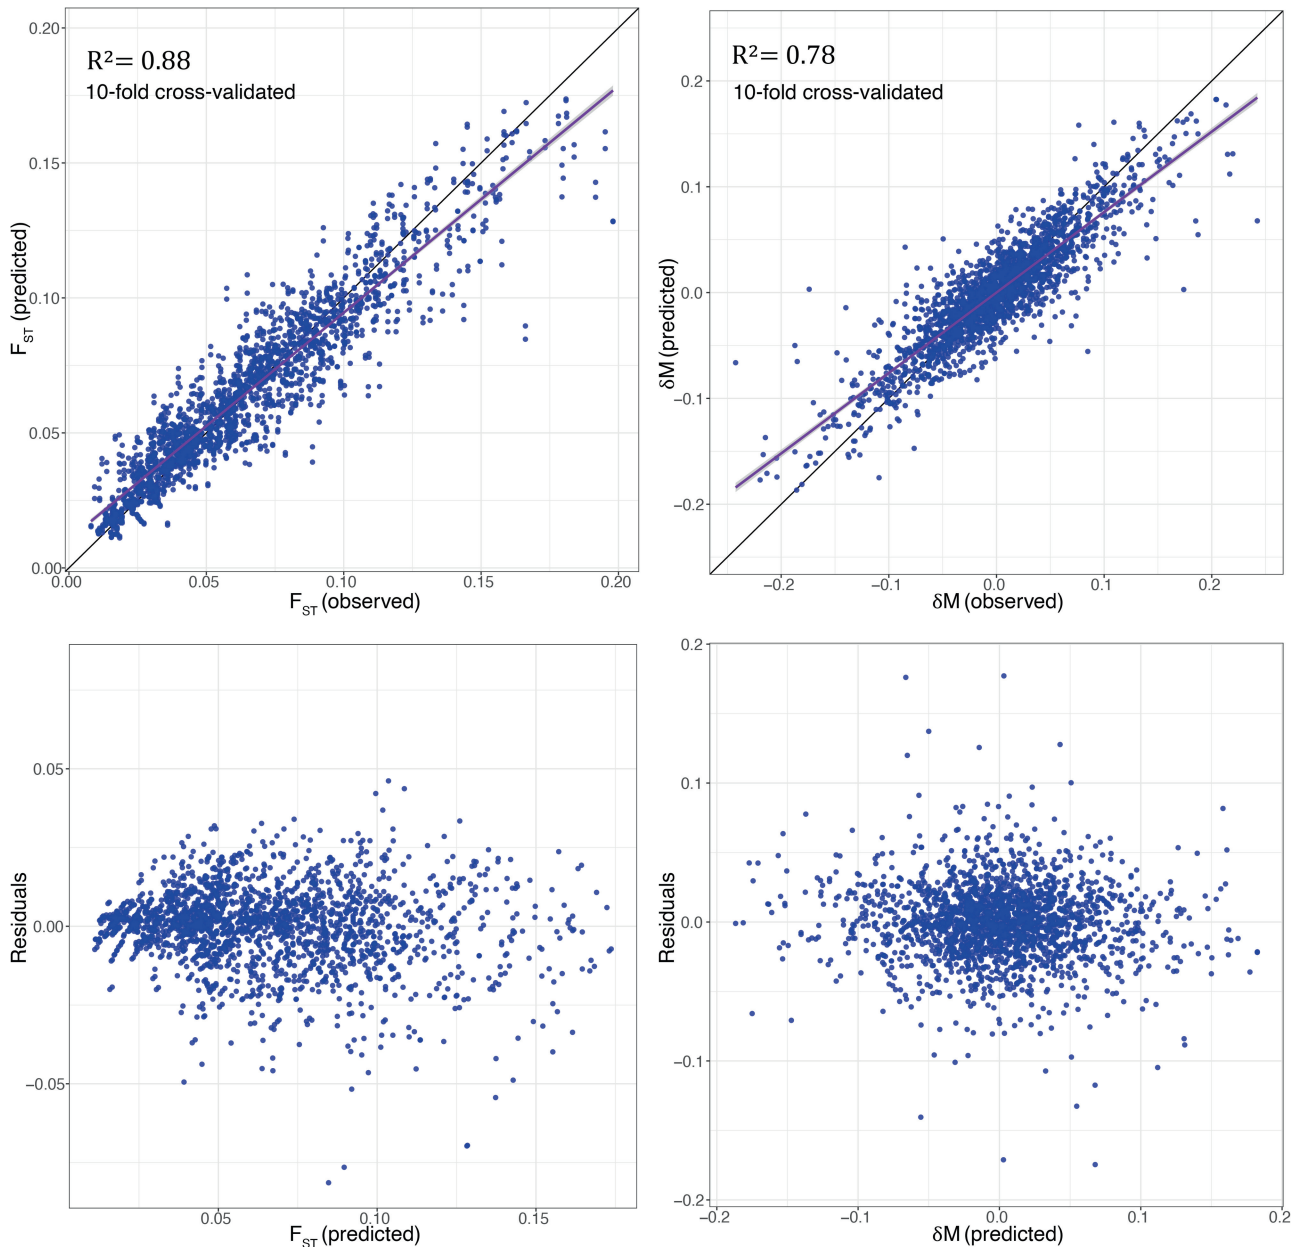 R²= 0.88
10-fold cross-validated
0.20
0.15
0.10
0.05
0.00
F_ST (predicted)
0.00 0.05 0.10 0.15 0.20
F_ST (observed)
R²= 0.78
10-fold cross-validated
0.2
0.1
0.0
−0.1
−0.2
δM (predicted)
−0.2 −0.1 0.0 0.1 0.2
δM (observed)
0.05
0.00
−0.05
Residuals
0.05 0.10 0.15
F_ST (predicted)
0.2
0.1
0.0
−0.1
−0.2
Residuals
−0.2 −0.1 0.0 0.1 0.2
δM (predicted)